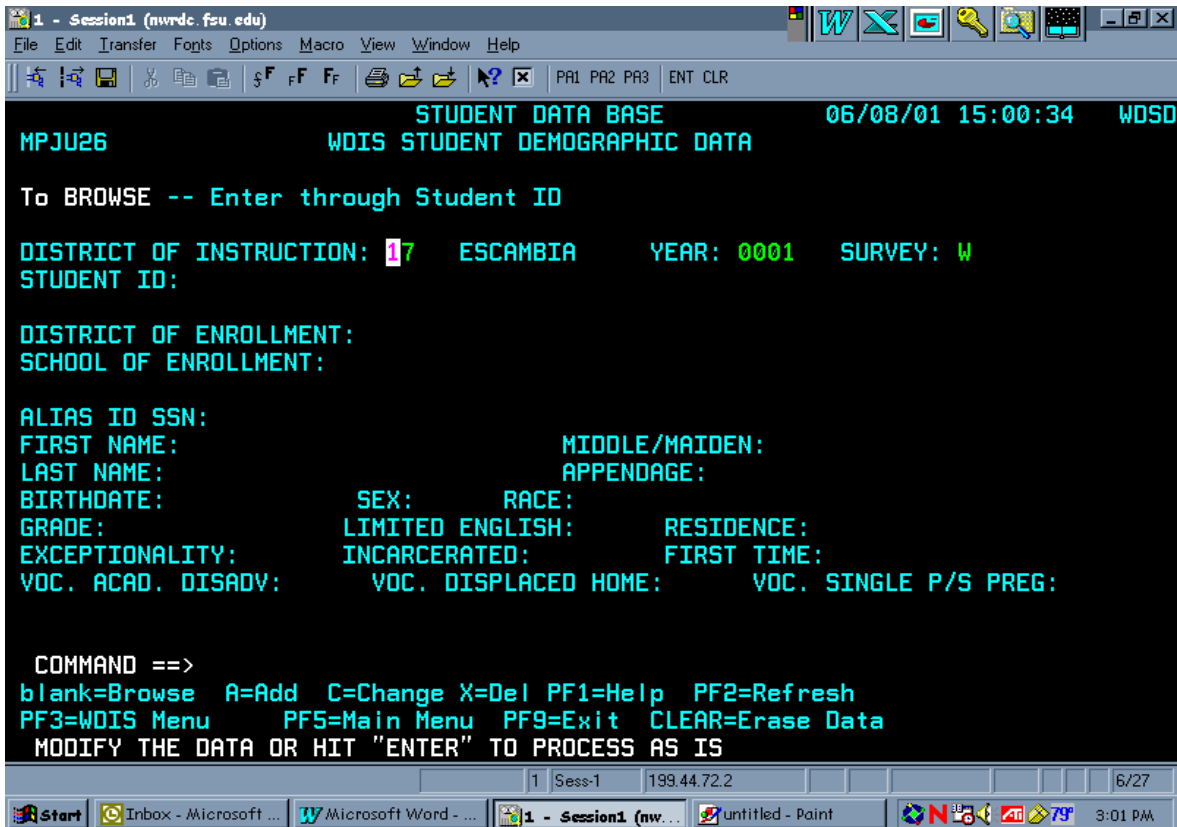 1 - Session1 (nwrdc.fsu.edu)
File Edit Transfer Fonts Options Macro View Window Help
PA1 PA2 PA3 ENT CLR
STUDENT DATA BASE 06/08/01 15:00:34 WDSD
MPJU26 WDIS STUDENT DEMOGRAPHIC DATA
To BROWSE -- Enter through Student ID
DISTRICT OF INSTRUCTION: 17 ESCAMBIA YEAR: 0001 SURVEY: W
STUDENT ID:
DISTRICT OF ENROLLMENT:
SCHOOL OF ENROLLMENT:
ALIAS ID SSN:
FIRST NAME: MIDDLE/MAIDEN:
LAST NAME: APPENDAGE:
BIRTHDATE: SEX: RACE:
GRADE: LIMITED ENGLISH: RESIDENCE:
EXCEPTIONALITY: INCARCERATED: FIRST TIME:
VOC. ACAD. DISADV: VOC. DISPLACED HOME: VOC. SINGLE P/S PREG:
COMMAND ==>
blank=Browse A=Add C=Change X=Del PF1=Help PF2=Refresh
PF3=WDIS Menu PF5=Main Menu PF9=Exit CLEAR=Erase Data
MODIFY THE DATA OR HIT "ENTER" TO PROCESS AS IS
1 Sess-1 199.44.72.2 6/27
Start Inbox - Microsoft ... Microsoft Word - ... 1 - Session1 (nw... untitled - Paint 79° 3:01 PM